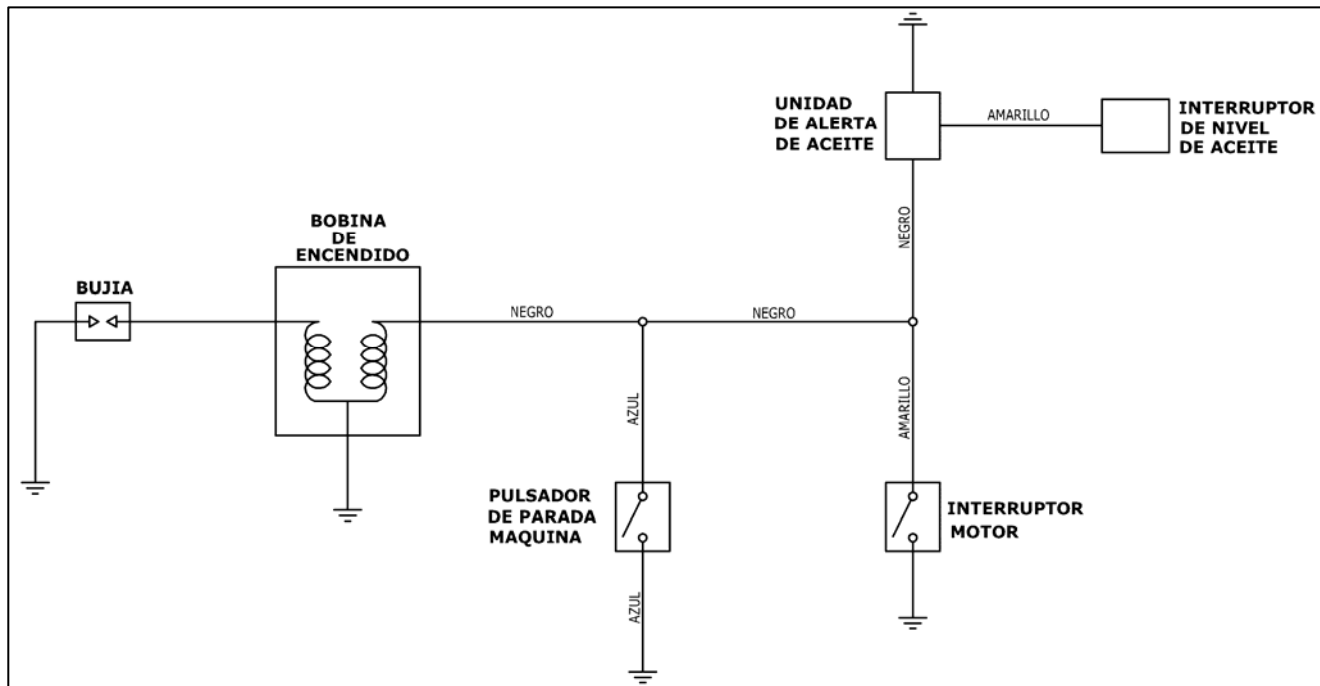 UNIDAD
DE ALERTA
DE ACEITE
AMARILLO
INTERRUPTOR
DE NIVEL
DE ACEITE
NEGRO
BOBINA
DE
ENCENDIDO
BUJIA
NEGRO
NEGRO
AZUL
AMARILLO
PULSADOR
DE PARADA
MAQUINA
INTERRUPTOR
MOTOR
AZUL